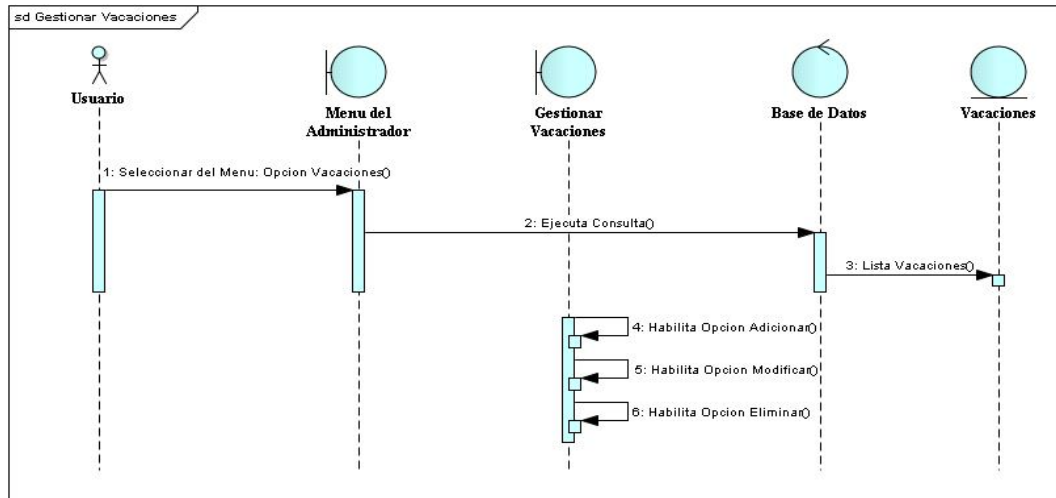 sd Gestionar Vacaciones
Usuario
Menu del
Administrador
Gestionar
Vacaciones
Base de Datos
Vacaciones
1: Seleccionar del Menu: Opcion Vacaciones()
2: Ejecuta Consulta()
3: Lista Vacaciones()
4: Habilita Opcion Adicionar()
5: Habilita Opcion Modificar()
6: Habilita Opcion Eliminar()